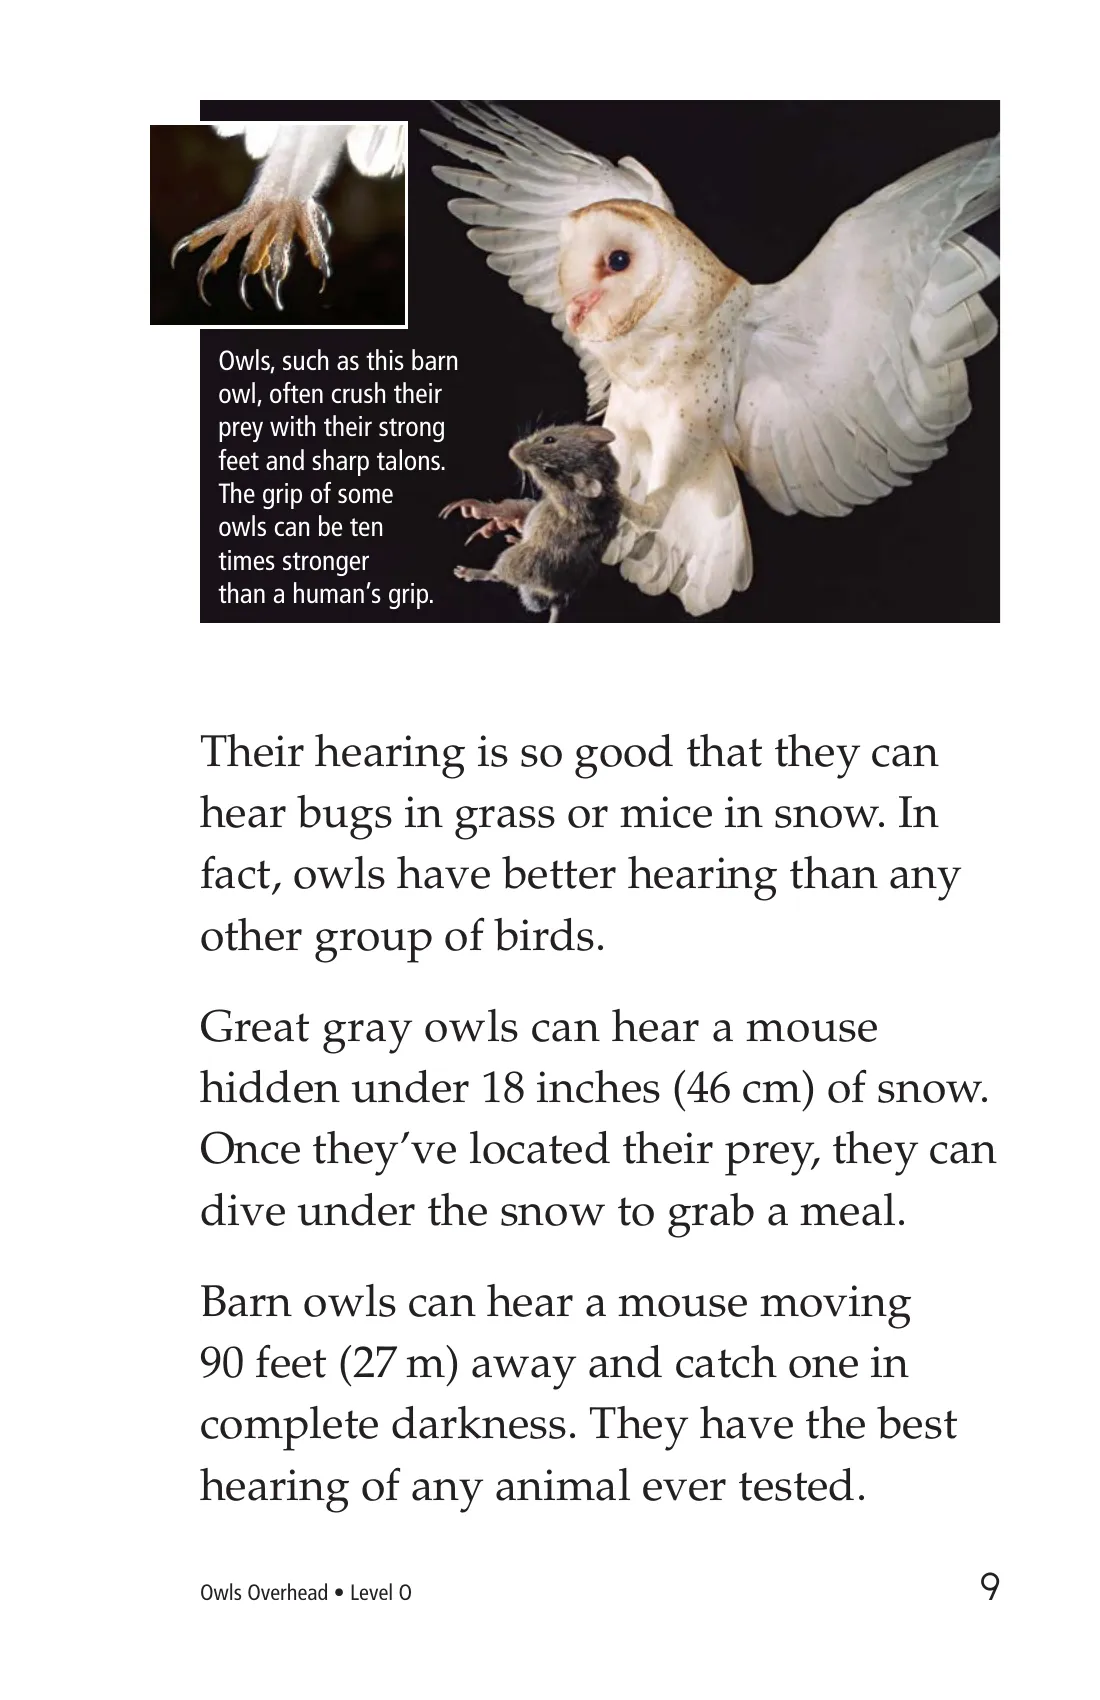 Owls, such as this barn
owl, often crush their
prey with their strong
feet and sharp talons.
The grip of some
owls can be ten
times stronger
than a human's grip.
Their hearing is so good that they can
hear bugs in grass or mice in snow. In
fact, owls have better hearing than any
other group of birds.
Great gray owls can hear a mouse
hidden under 18 inches (46 cm) of snow.
Once they've located their prey, they can
dive under the snow to grab a meal.
Barn owls can hear a mouse moving
90 feet (27 m) away and catch one in
complete darkness. They have the best
hearing of any animal ever tested.
Owls Overhead • Level O
9